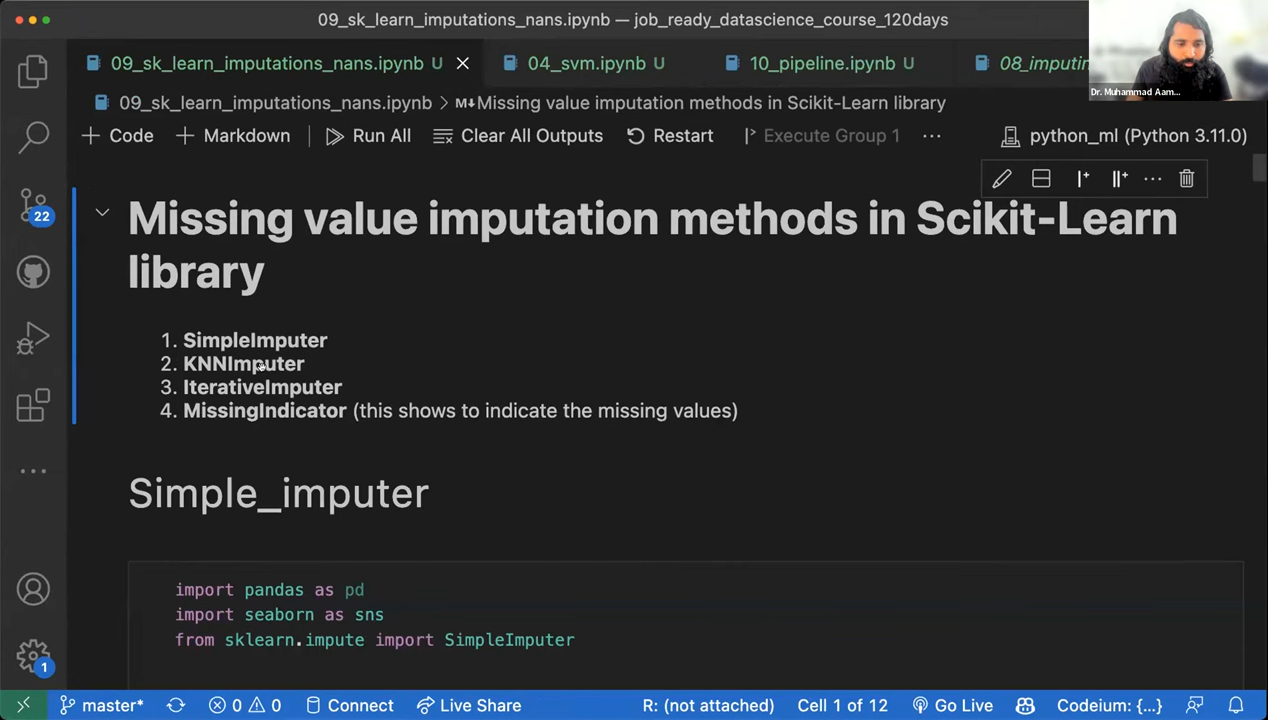 09_sk_learn_imputations_nans.ipynb — job_ready_datascience_course_120days
09_sk_learn_imputations_nans.ipynb U
04_svm.ipynb U
10_pipeline.ipynb U
08_imputin
Dr. Muhammad Aam...
09_sk_learn_imputations_nans.ipynb > M↓Missing value imputation methods in Scikit-Learn library
+ Code + Markdown | Run All Clear All Outputs Restart Execute Group 1 ... python_ml (Python 3.11.0)
22
Missing value imputation methods in Scikit-Learn
library
1. SimpleImputer
2. KNNImputer
3. IterativeImputer
4. MissingIndicator (this shows to indicate the missing values)
Simple_imputer
import pandas as pd
import seaborn as sns
from sklearn.impute import SimpleImputer
1
master* 0 0 Connect Live Share R: (not attached) Cell 1 of 12 Go Live Codeium: {...}